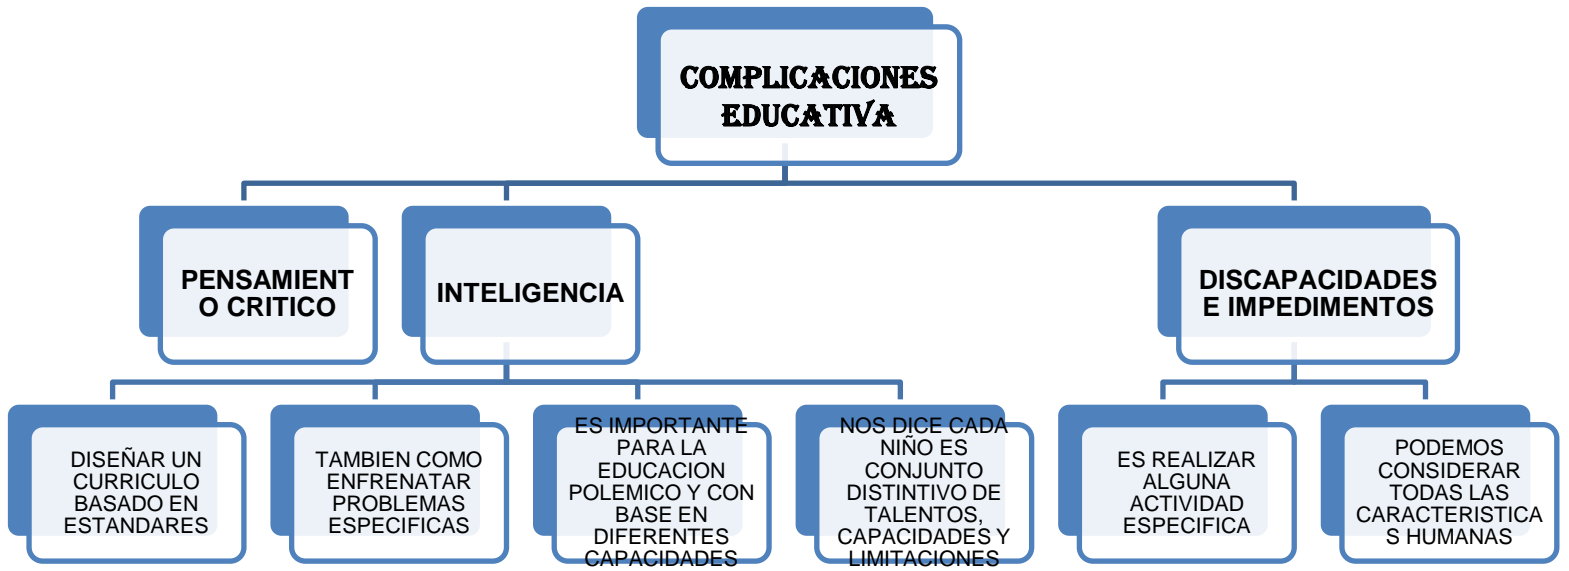 COMPLICACIONES
EDUCATIVA
PENSAMIENT
O CRITICO
INTELIGENCIA
DISCAPACIDADES
E IMPEDIMENTOS
DISEÑAR UN
CURRICULO
BASADO EN
ESTANDARES
TAMBIEN COMO
ENFRENATAR
PROBLEMAS
ESPECIFICAS
ES IMPORTANTE
PARA LA
EDUCACION
POLEMICO Y CON
BASE EN
DIFERENTES
CAPACIDADES
NOS DICE CADA
NIÑO ES
CONJUNTO
DISTINTIVO DE
TALENTOS,
CAPACIDADES Y
LIMITACIONES
ES REALIZAR
ALGUNA
ACTIVIDAD
ESPECIFICA
PODEMOS
CONSIDERAR
TODAS LAS
CARACTERISTICA
S HUMANAS